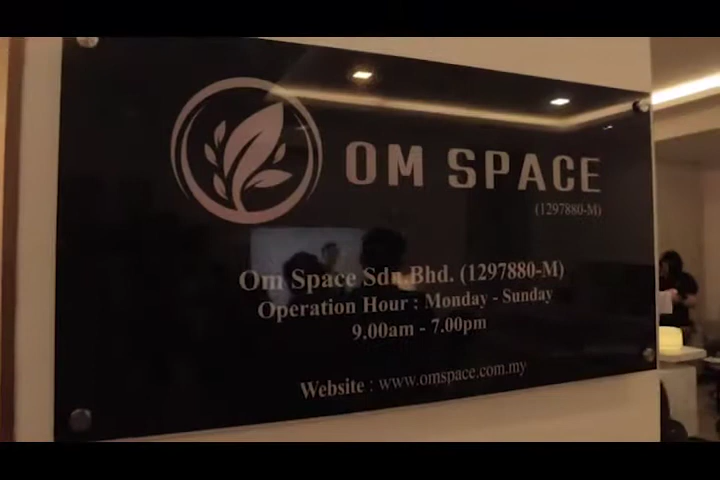 OM SPACE
(1297880-M)
Om Space Sdn.Bhd. (1297880-M)
Operation Hour : Monday - Sunday
9.00am - 7.00pm
Website : www.omspace.com.my